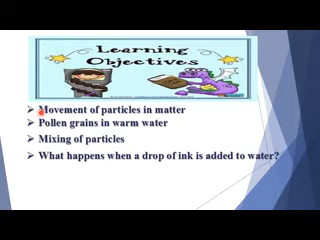 Learning
Objectives
➢ Movement of particles in matter
➢ Pollen grains in warm water
➢ Mixing of particles
➢ What happens when a drop of ink is added to water?